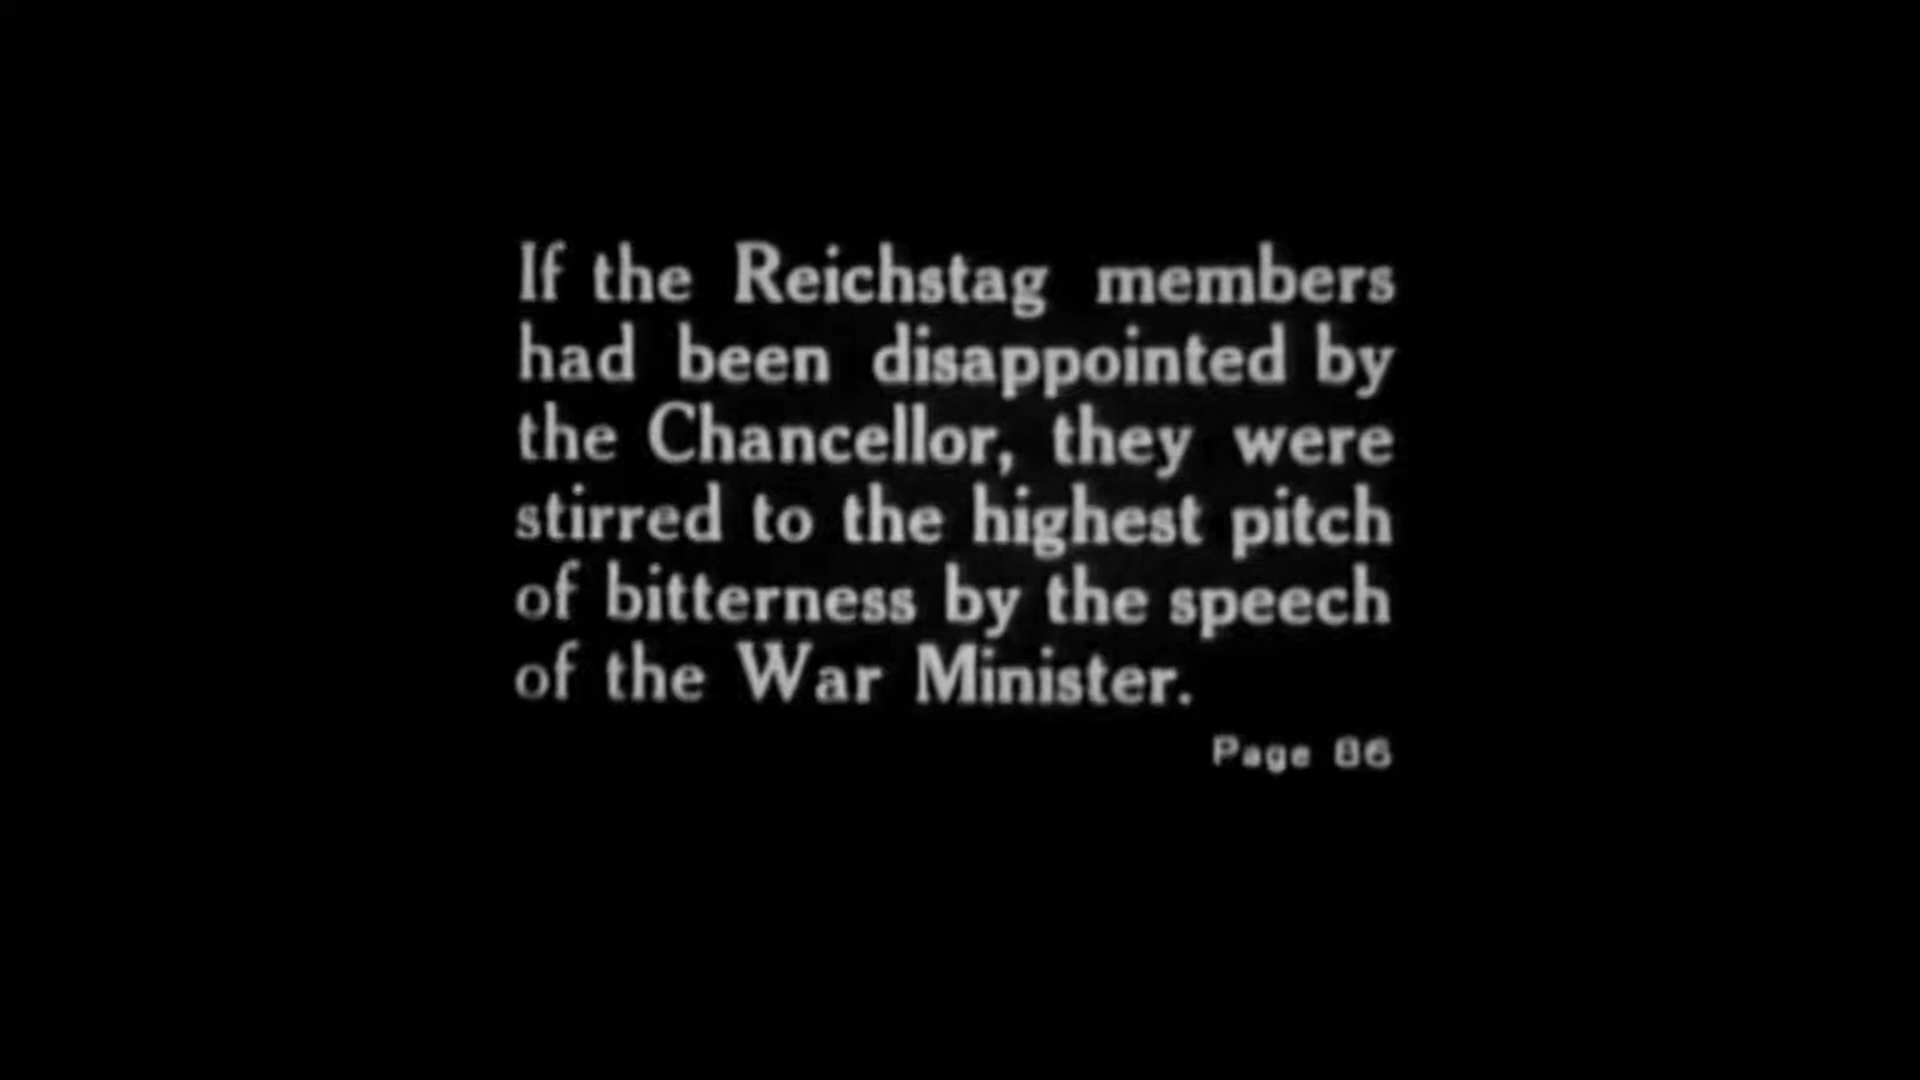 If the Reichstag members
had been disappointed by
the Chancellor, they were
stirred to the highest pitch
of bitterness by the speech
of the War Minister.
Page 86